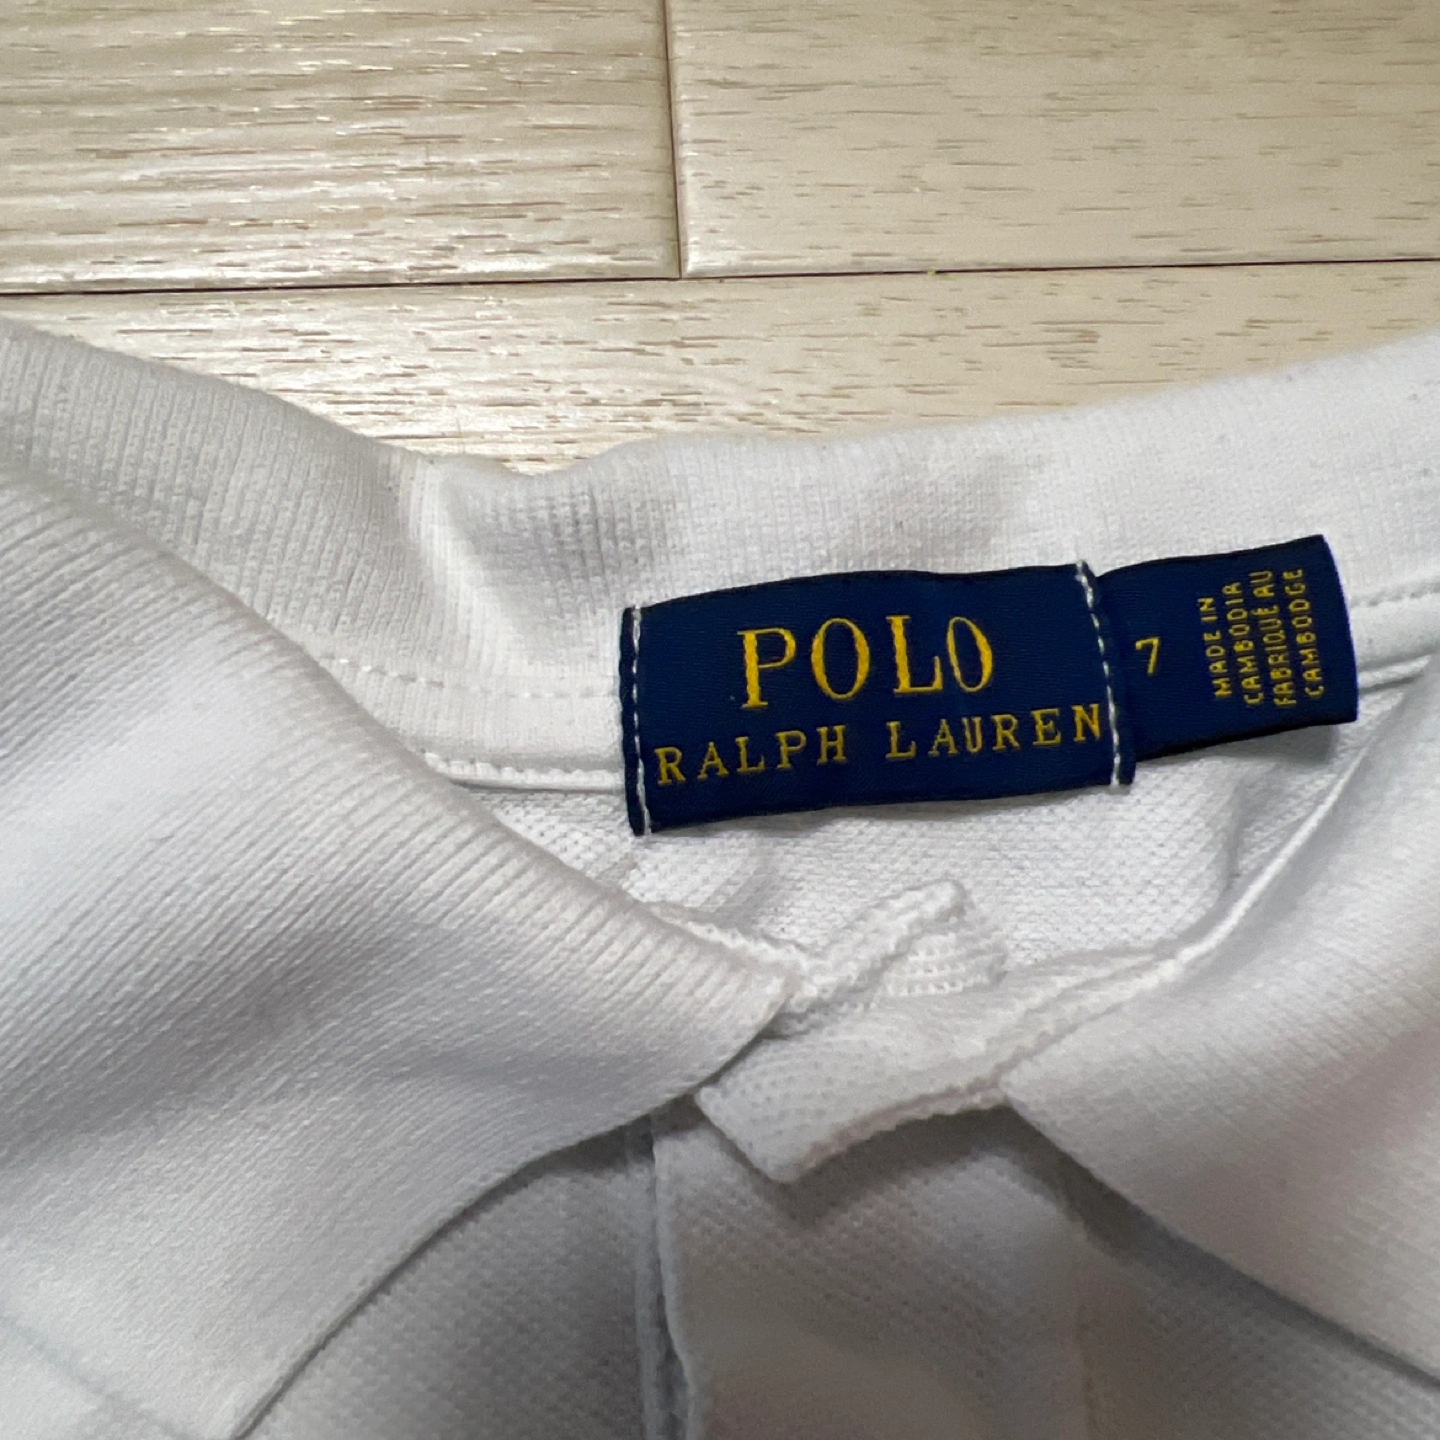 POLO
RALPH LAUREN
7
MADE IN
CAMBODIA
FABRIQUÉ AU
CAMBODGE